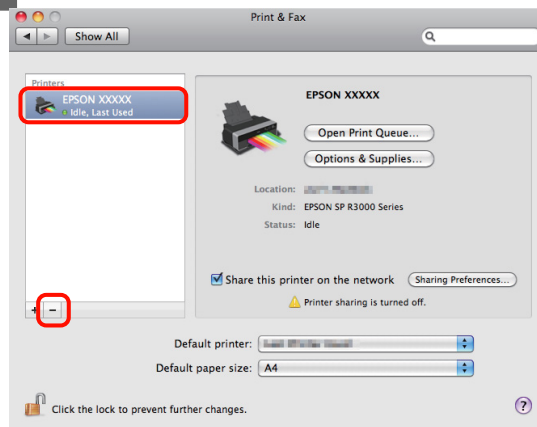 Print & Fax
Show All
Printers
EPSON XXXXX
Idle, Last Used
EPSON XXXXX
Open Print Queue...
Options & Supplies...
Location:
Kind: EPSON SP R3000 Series
Status: Idle
Share this printer on the network Sharing Preferences...
Printer sharing is turned off.
+ −
Default printer:
Default paper size: A4
Click the lock to prevent further changes.
?